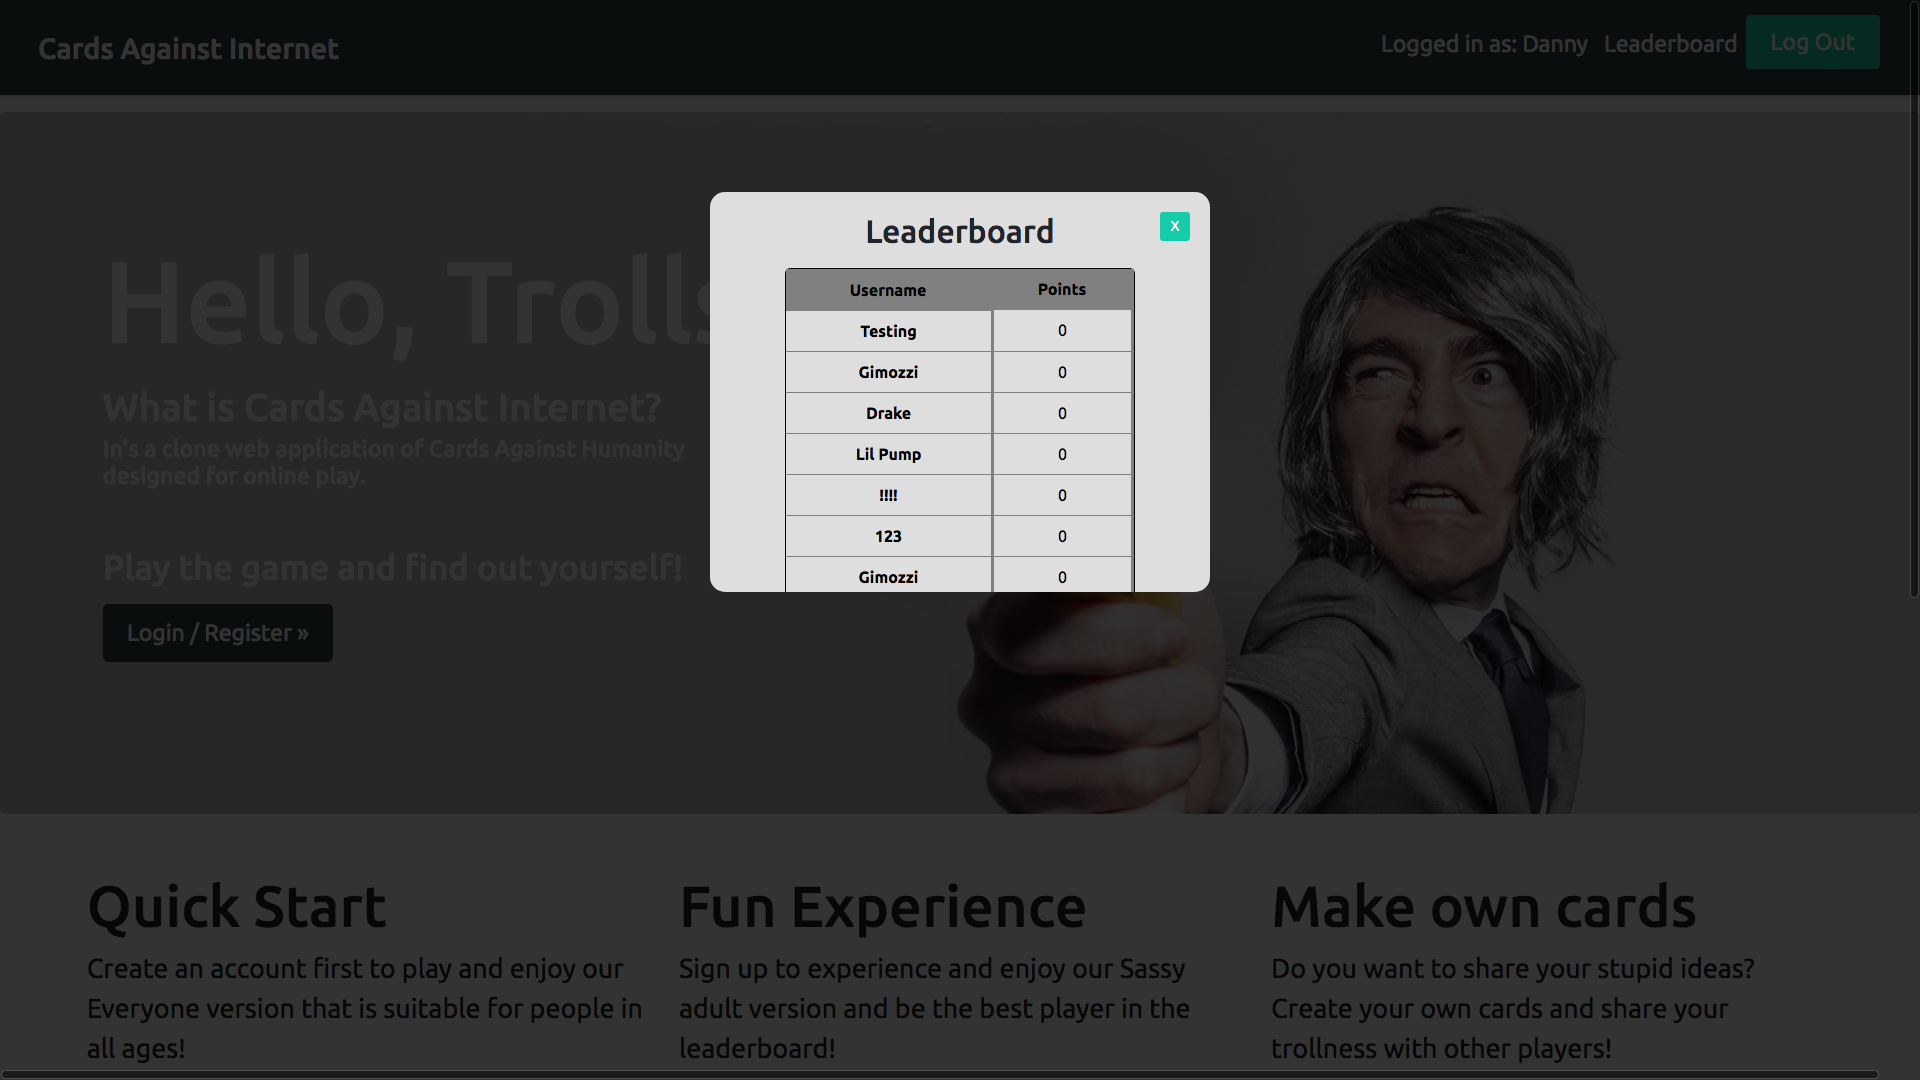 Cards Against Internet
Logged in as: Danny Leaderboard Log Out
Hello, Trolls
What is Cards Against Internet?
In's a clone web application of Cards Against Humanity
designed for online play.
Play the game and find out yourself!
Login / Register »
Leaderboard
X
Username Points
Testing 0
Gimozzi 0
Drake 0
Lil Pump 0
!!!! 0
123 0
Gimozzi 0
Quick Start
Create an account first to play and enjoy our
Everyone version that is suitable for people in
all ages!
Fun Experience
Sign up to experience and enjoy our Sassy
adult version and be the best player in the
leaderboard!
Make own cards
Do you want to share your stupid ideas?
Create your own cards and share your
trollness with other players!